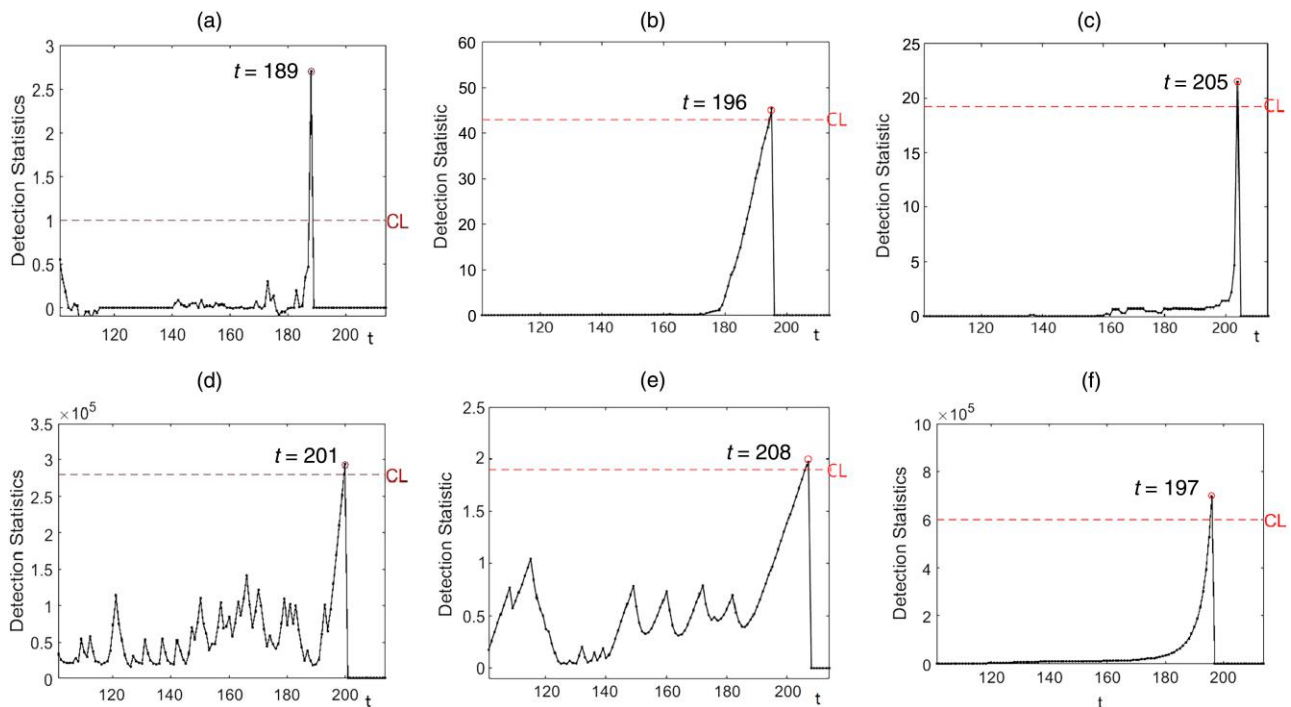 (a)
Detection Statistics
3
2.5
2
1.5
1
0.5
0
t = 189
CL
120 140 160 180 200 t
(b)
Detection Statistic
60
50
40
30
20
10
0
t = 196
CL
120 140 160 180 200 t
(c)
Detection Statistic
25
20
15
10
5
0
t = 205
CL
120 140 160 180 200 t
(d)
×10⁵
Detection Statistics
3.5
3
2.5
2
1.5
1
0.5
0
t = 201
CL
120 140 160 180 200 t
(e)
Detection Statistic
2.5
2
1.5
1
0.5
0
t = 208
CL
120 140 160 180 200 t
(f)
×10⁵
Detection Statistics
10
8
6
4
2
0
t = 197
CL
120 140 160 180 200
t